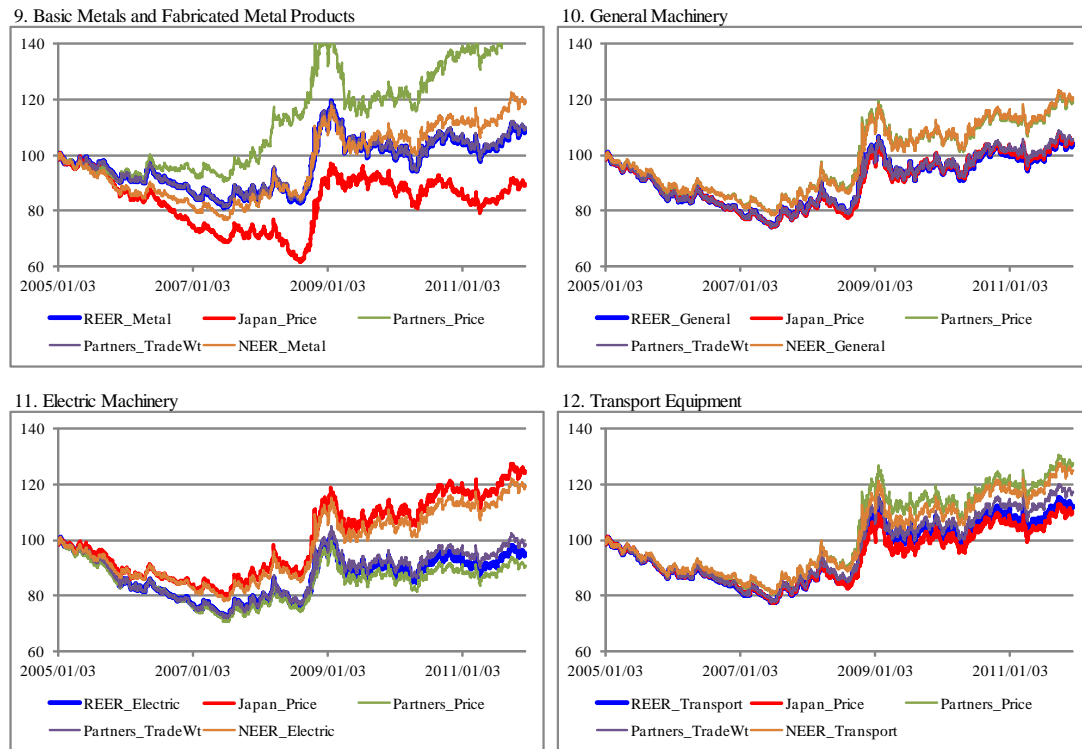 9. Basic Metals and Fabricated Metal Products
140
120
100
80
60
2005/01/03 2007/01/03 2009/01/03 2011/01/03
REER_Metal Japan_Price Partners_Price
Partners_TradeWt NEER_Metal
10. General Machinery
140
120
100
80
60
2005/01/03 2007/01/03 2009/01/03 2011/01/03
REER_General Japan_Price Partners_Price
Partners_TradeWt NEER_General
11. Electric Machinery
140
120
100
80
60
2005/01/03 2007/01/03 2009/01/03 2011/01/03
REER_Electric Japan_Price Partners_Price
Partners_TradeWt NEER_Electric
12. Transport Equipment
140
120
100
80
60
2005/01/03 2007/01/03 2009/01/03 2011/01/03
REER_Transport Japan_Price Partners_Price
Partners_TradeWt NEER_Transport